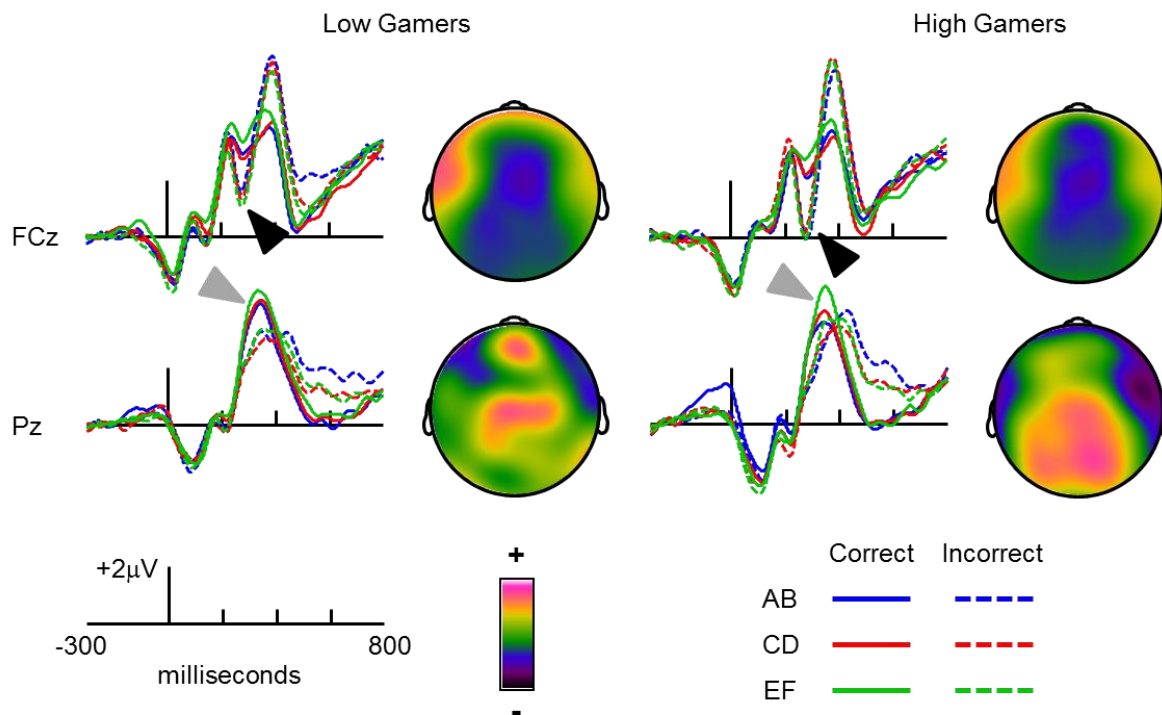 Low Gamers
High Gamers
FCz
Pz
+2μV
-300
800
milliseconds
+
-
Correct
Incorrect
AB
CD
EF